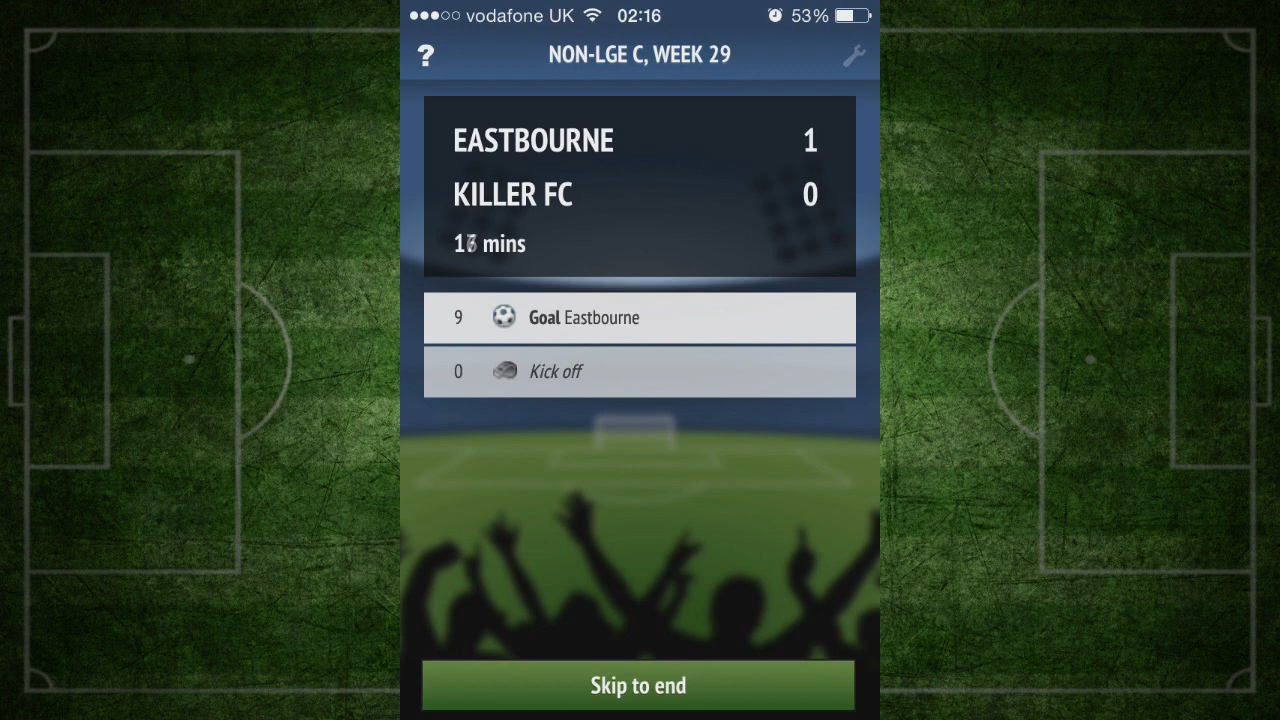 vodafone UK 02:16 53%
? NON-LGE C, WEEK 29
EASTBOURNE 1
KILLER FC 0
mins
9 Goal Eastbourne
0 Kick off
Skip to end